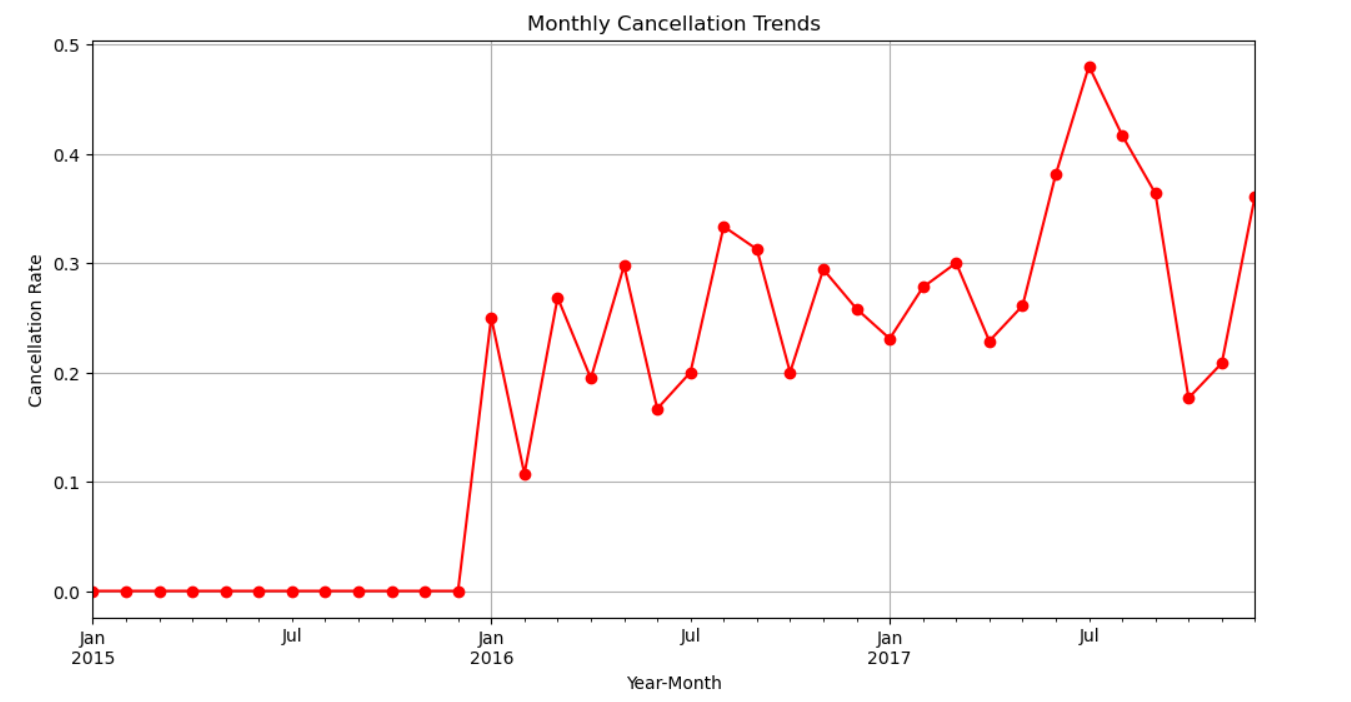 Monthly Cancellation Trends
0.5
0.4
0.3
0.2
0.1
0.0
Cancellation Rate
Jan Jul Jan Jul Jan Jul
2015 2016 2017
Year-Month